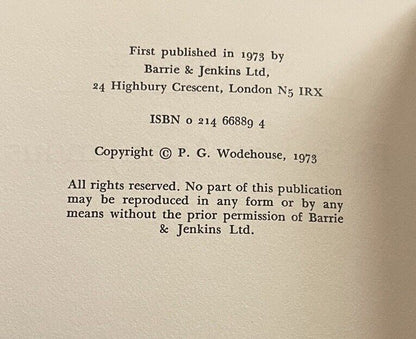 First published in 1973 by
Barrie & Jenkins Ltd,
24 Highbury Crescent, London N5 IRX
ISBN 0 214 66889 4
Copyright © P. G. Wodehouse, 1973
All rights reserved. No part of this publication
may be reproduced in any form or by any
means without the prior permission of Barrie
& Jenkins Ltd.